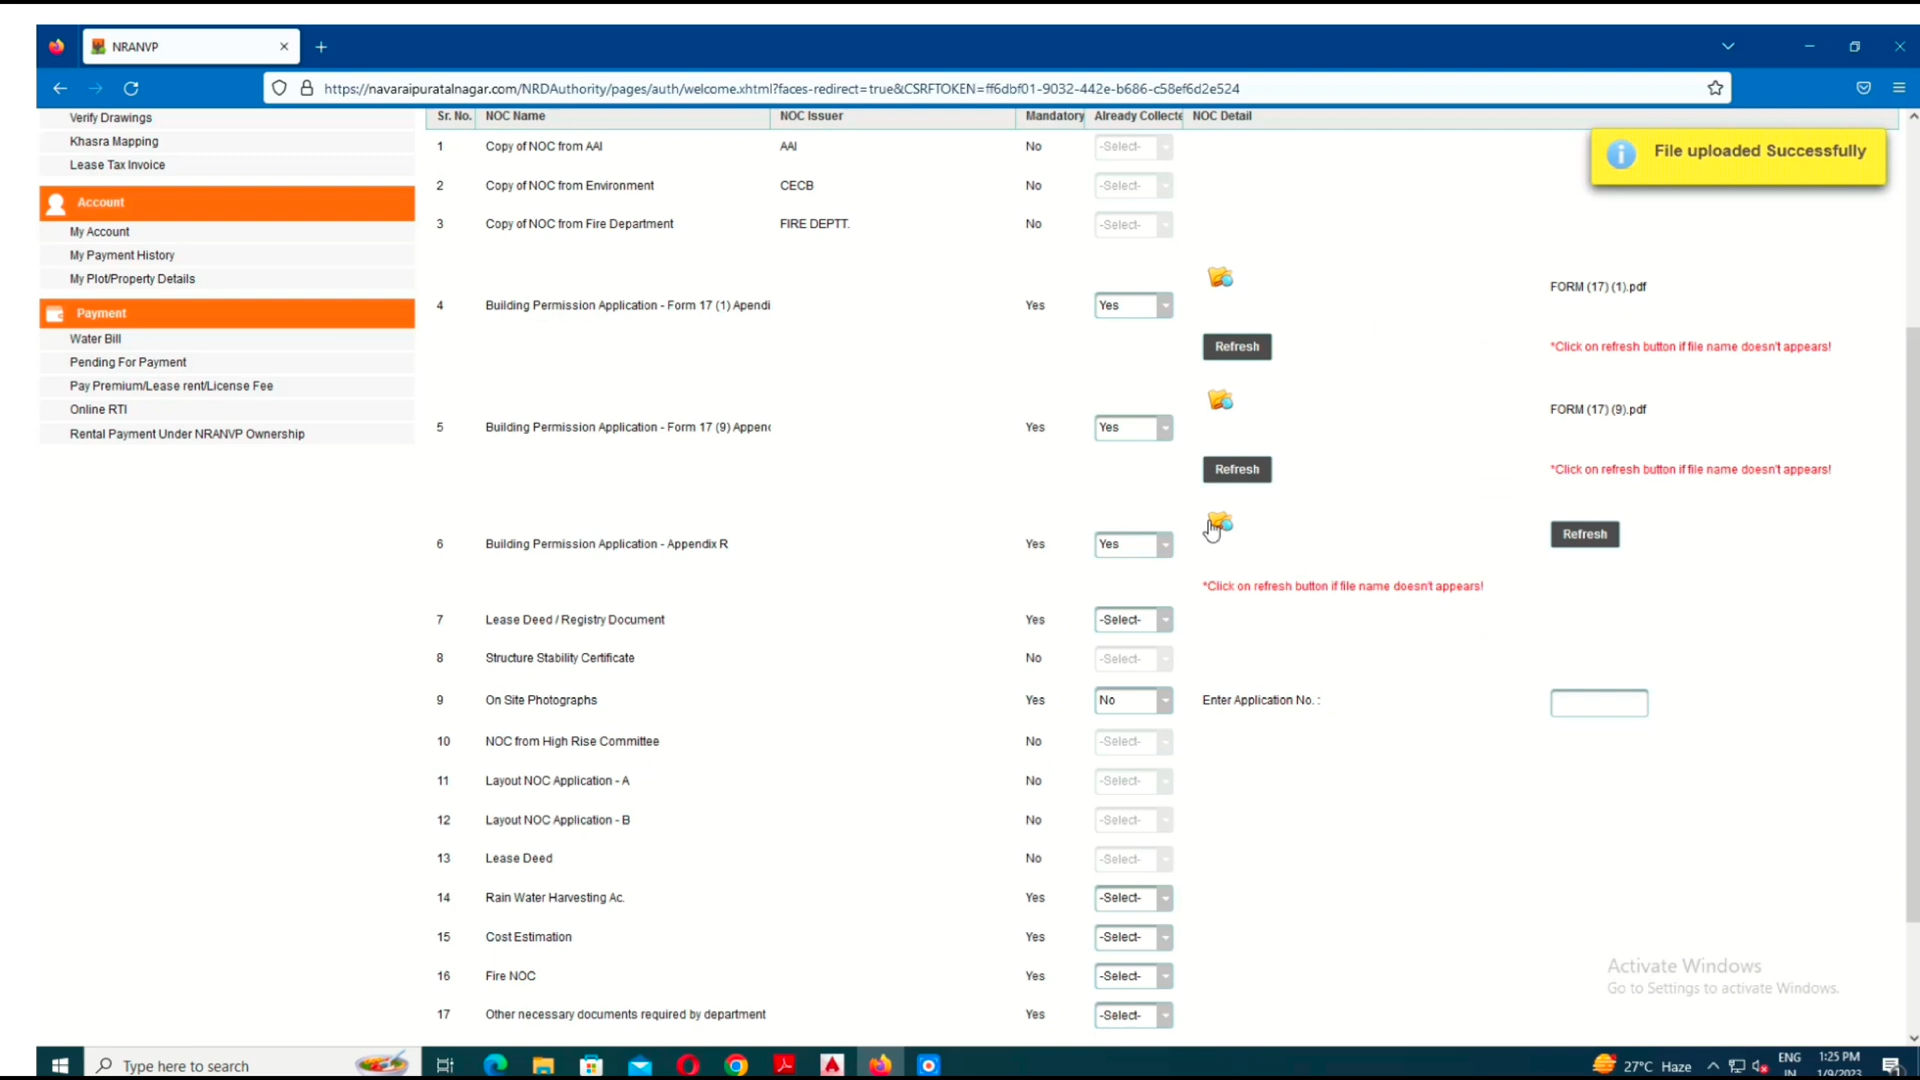 NRANVP
https://navaraipuratalnagar.com/NRDAuthority/pages/auth/welcome.xhtml?faces-redirect=true&CSRFTOKEN=ff6dbf01-9032-442e-b686-c58ef6d2e524
Verify Drawings
Khasra Mapping
Lease Tax Invoice
Account
My Account
My Payment History
My Plot/Property Details
Payment
Water Bill
Pending For Payment
Pay Premium/Lease rent/License Fee
Online RTI
Rental Payment Under NRANVP Ownership
Sr. No. NOC Name NOC Issuer Mandatory Already Collecte NOC Detail
File uploaded Successfully
1 Copy of NOC from AAI AAI No -Select-
2 Copy of NOC from Environment CECB No -Select-
3 Copy of NOC from Fire Department FIRE DEPTT. No -Select-
FORM (17) (1).pdf
4 Building Permission Application - Form 17 (1) Apendi Yes Yes
Refresh *Click on refresh button if file name doesn't appears!
FORM (17) (9).pdf
5 Building Permission Application - Form 17 (9) Appen Yes Yes
Refresh *Click on refresh button if file name doesn't appears!
Refresh
6 Building Permission Application - Appendix R Yes Yes
*Click on refresh button if file name doesn't appears!
7 Lease Deed / Registry Document Yes -Select-
8 Structure Stability Certificate No -Select-
9 On Site Photographs Yes No Enter Application No. :
10 NOC from High Rise Committee No -Select-
11 Layout NOC Application - A No -Select-
12 Layout NOC Application - B No -Select-
13 Lease Deed No -Select-
14 Rain Water Harvesting Ac. Yes -Select-
15 Cost Estimation Yes -Select-
16 Fire NOC Yes -Select-
17 Other necessary documents required by department Yes -Select-
Activate Windows
Go to Settings to activate Windows.
Type here to search
27°C Haze
ENG
IN
1:25 PM
1/9/2023